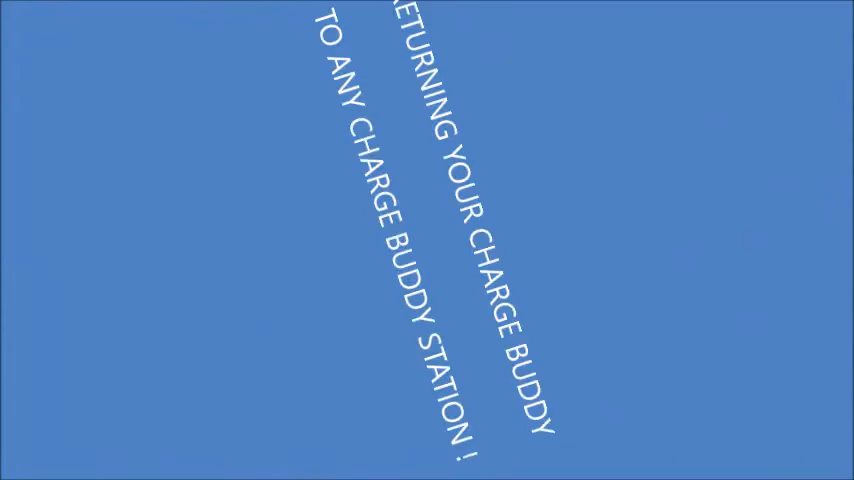 RETURNING YOUR CHARGE BUDDY
TO ANY CHARGE BUDDY STATION !